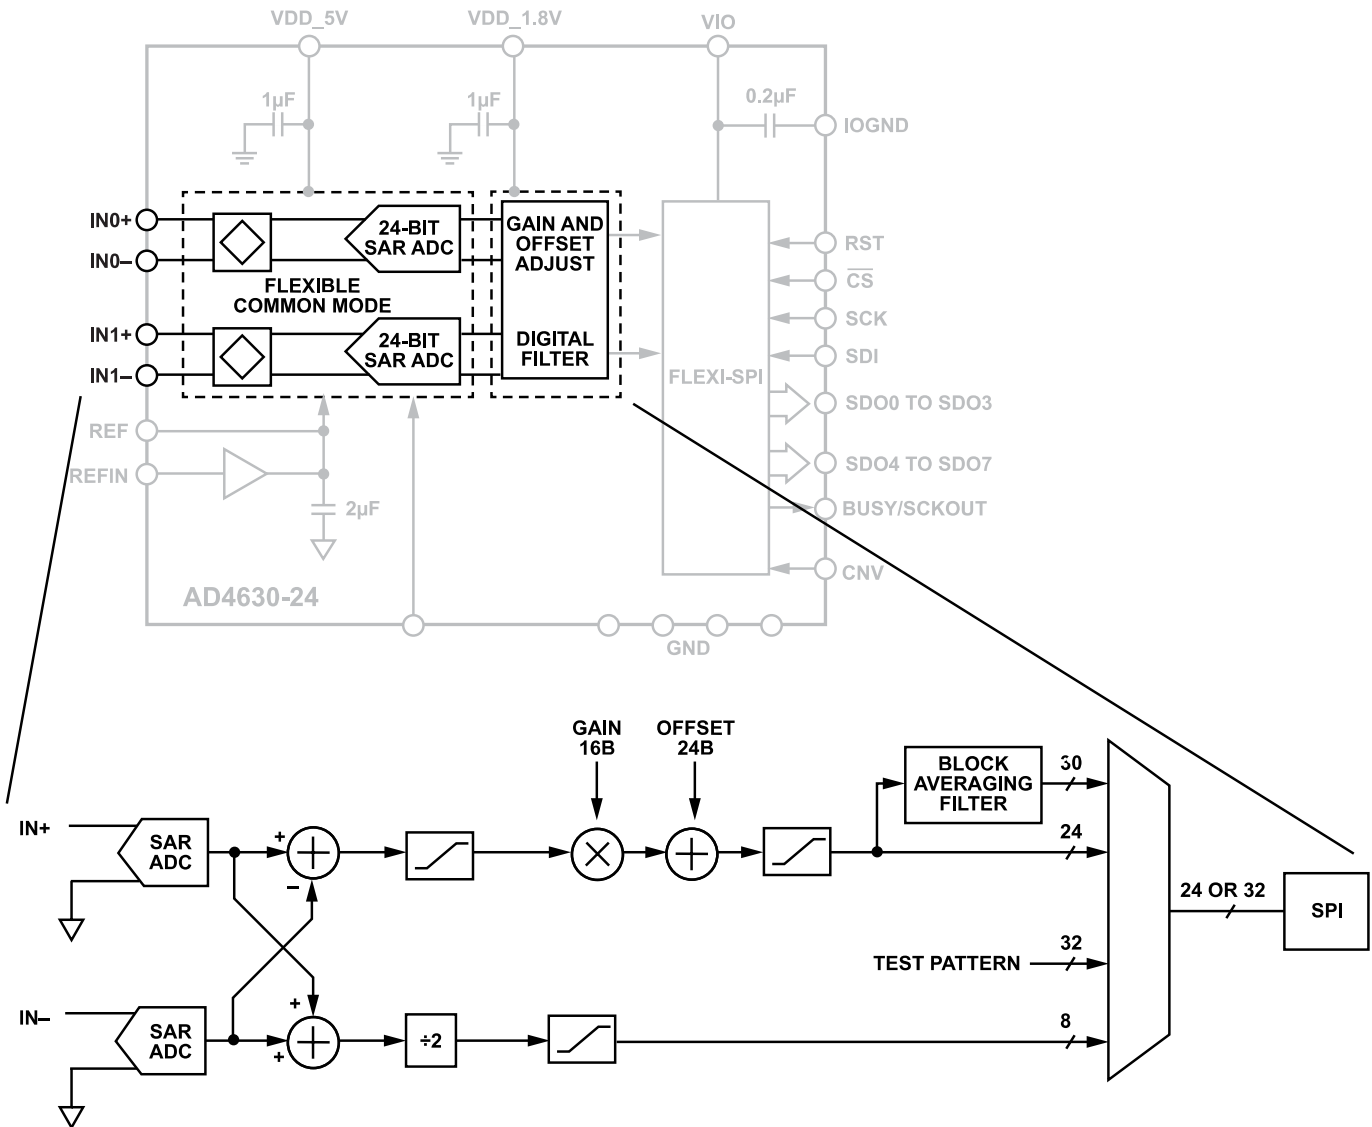 VDD_5V
VDD_1.8V
VIO
1µF
1µF
0.2µF
IOGND
IN0+
IN0–
24-BIT
SAR ADC
GAIN AND
OFFSET
ADJUST
RST
CS
FLEXIBLE
COMMON MODE
SCK
IN1+
IN1–
24-BIT
SAR ADC
DIGITAL
FILTER
SDI
FLEXI-SPI
SDO0 TO SDO3
REF
REFIN
SDO4 TO SDO7
2µF
BUSY/SCKOUT
CNV
AD4630-24
GND
GAIN
16B
OFFSET
24B
BLOCK
AVERAGING
FILTER
30
IN+
SAR
ADC
+
–
24
24 OR 32
SPI
TEST PATTERN
32
IN–
SAR
ADC
+
+
÷2
8